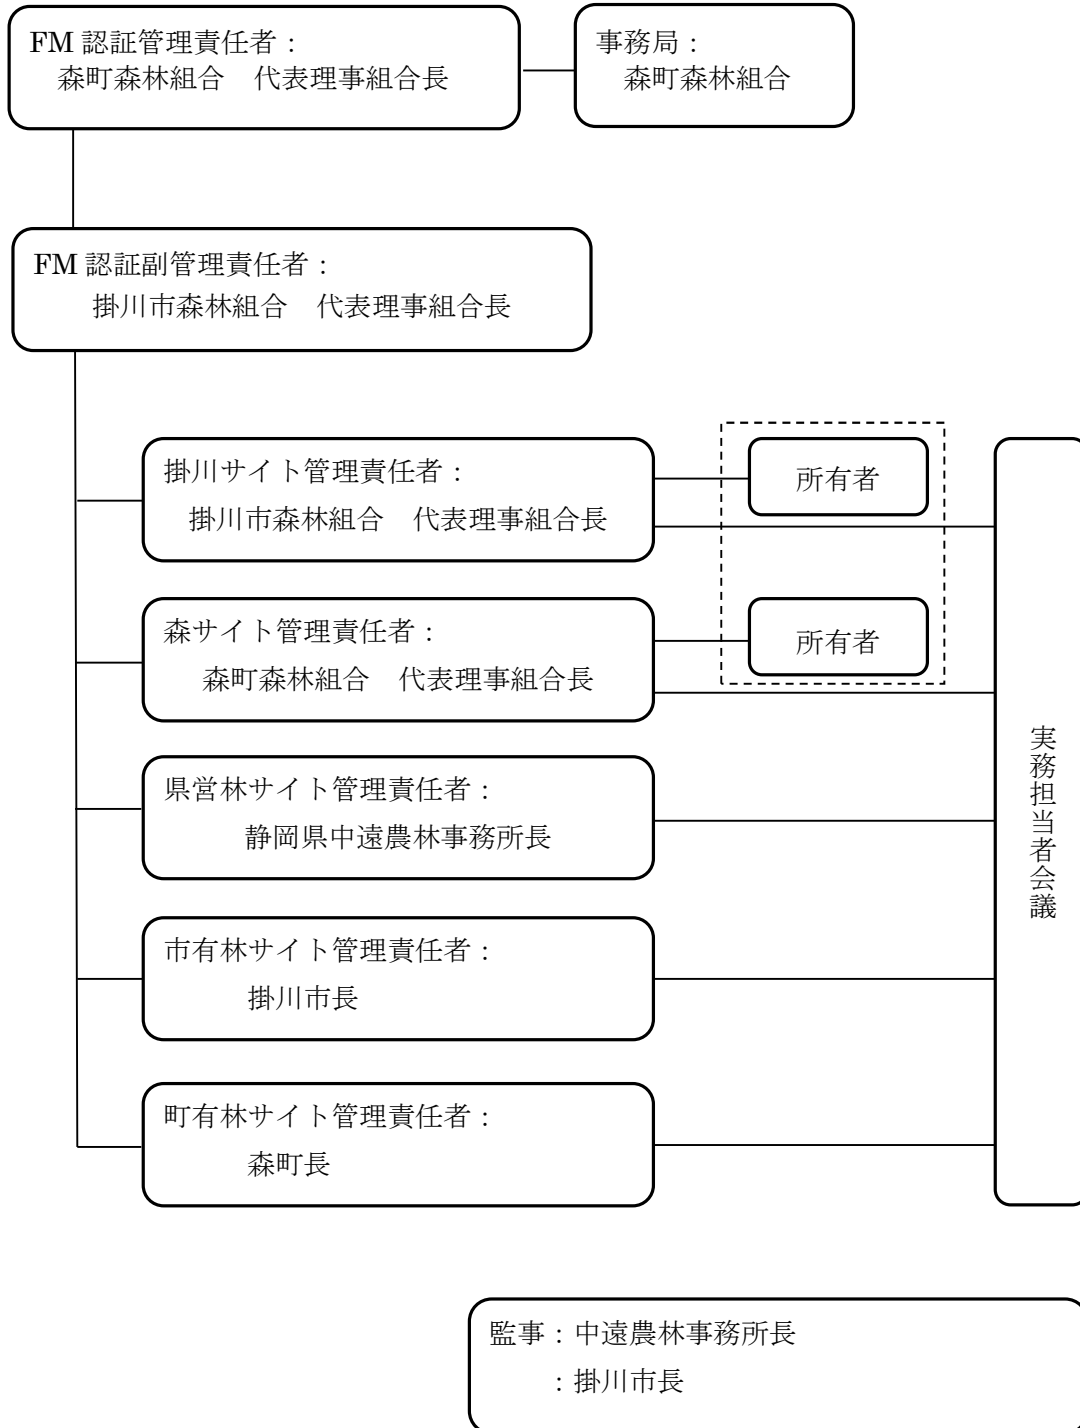 FM 認証管理責任者：
森町森林組合　代表理事組合長
事務局：
森町森林組合
FM 認証副管理責任者：
掛川市森林組合　代表理事組合長
掛川サイト管理責任者：
掛川市森林組合　代表理事組合長
所有者
森サイト管理責任者：
森町森林組合　代表理事組合長
所有者
県営林サイト管理責任者：
静岡県中遠農林事務所長
市有林サイト管理責任者：
掛川市長
町有林サイト管理責任者：
森町長
実務担当者会議
監事：中遠農林事務所長
：掛川市長